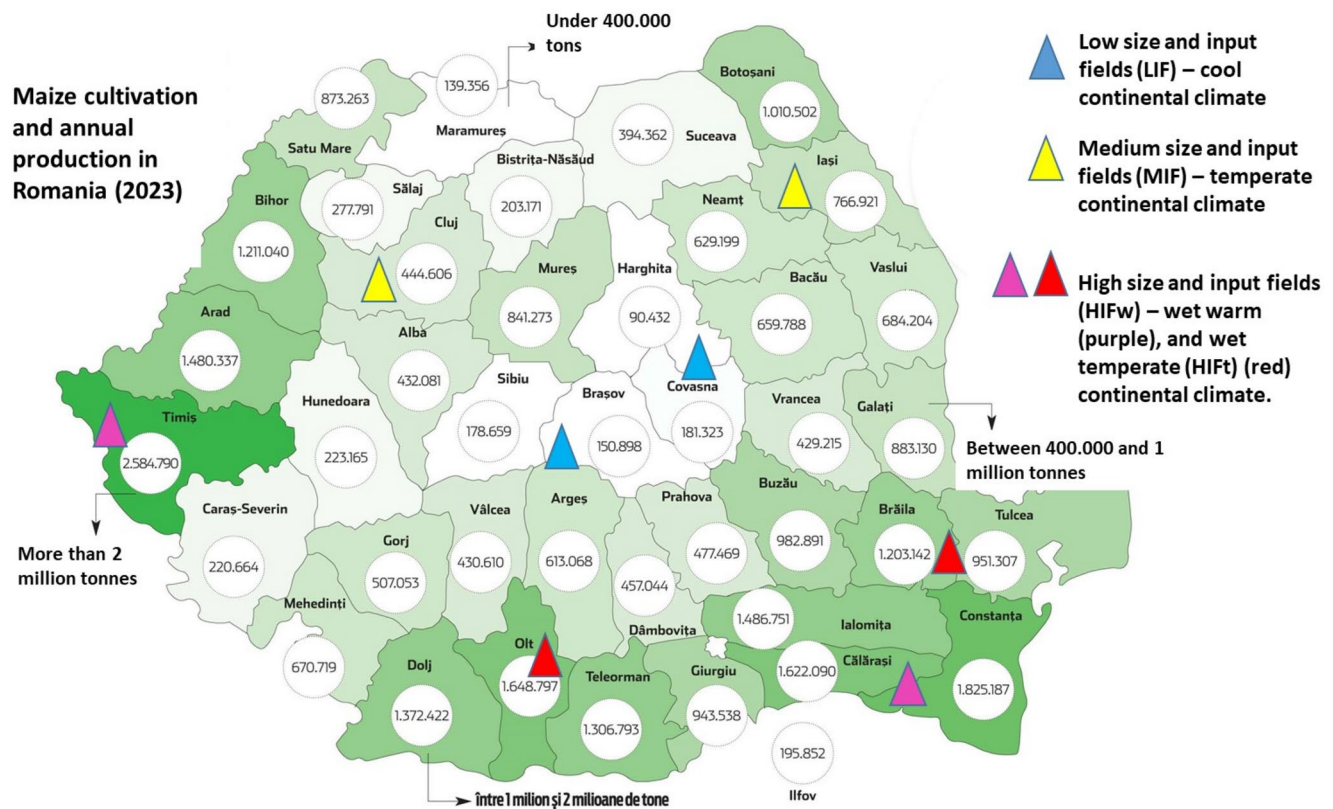 Maize cultivation
and annual
production in
Romania (2023)
Under 400.000
tons
Low size and input
fields (LIF) – cool
continental climate
Medium size and input
fields (MIF) – temperate
continental climate
High size and input fields
(HIFw) – wet warm
(purple), and wet
temperate (HIFt) (red)
continental climate.
Between 400.000 and 1
million tonnes
More than 2
million tonnes
între 1 milion și 2 milioane de tone
873.263
Satu Mare
139.356
Maramureș
394.362
Suceava
Botoșani
1.010.502
Bihor
1.211.040
Sălaj
277.791
Bistrița-Năsăud
203.171
Cluj
444.606
Neamț
629.199
Iași
766.921
Arad
1.480.337
Alba
432.081
Mureș
841.273
Harghita
90.432
Bacău
659.788
Vaslui
684.204
Timiș
2.584.790
Hunedoara
223.165
Sibiu
178.659
Brașov
150.898
Covasna
181.323
Vrancea
429.215
Galați
883.130
Caraș-Severin
220.664
Gorj
507.053
Vâlcea
430.610
Argeș
613.068
Prahova
477.469
Dâmbovița
457.044
Buzău
982.891
Brăila
1.203.142
Tulcea
951.307
Mehedinți
670.719
Dolj
1.372.422
Olt
1.648.797
Teleorman
1.306.793
Giurgiu
943.538
1.486.751
Ialomița
Călărași
1.622.090
Constanța
1.825.187
195.852
Ilfov